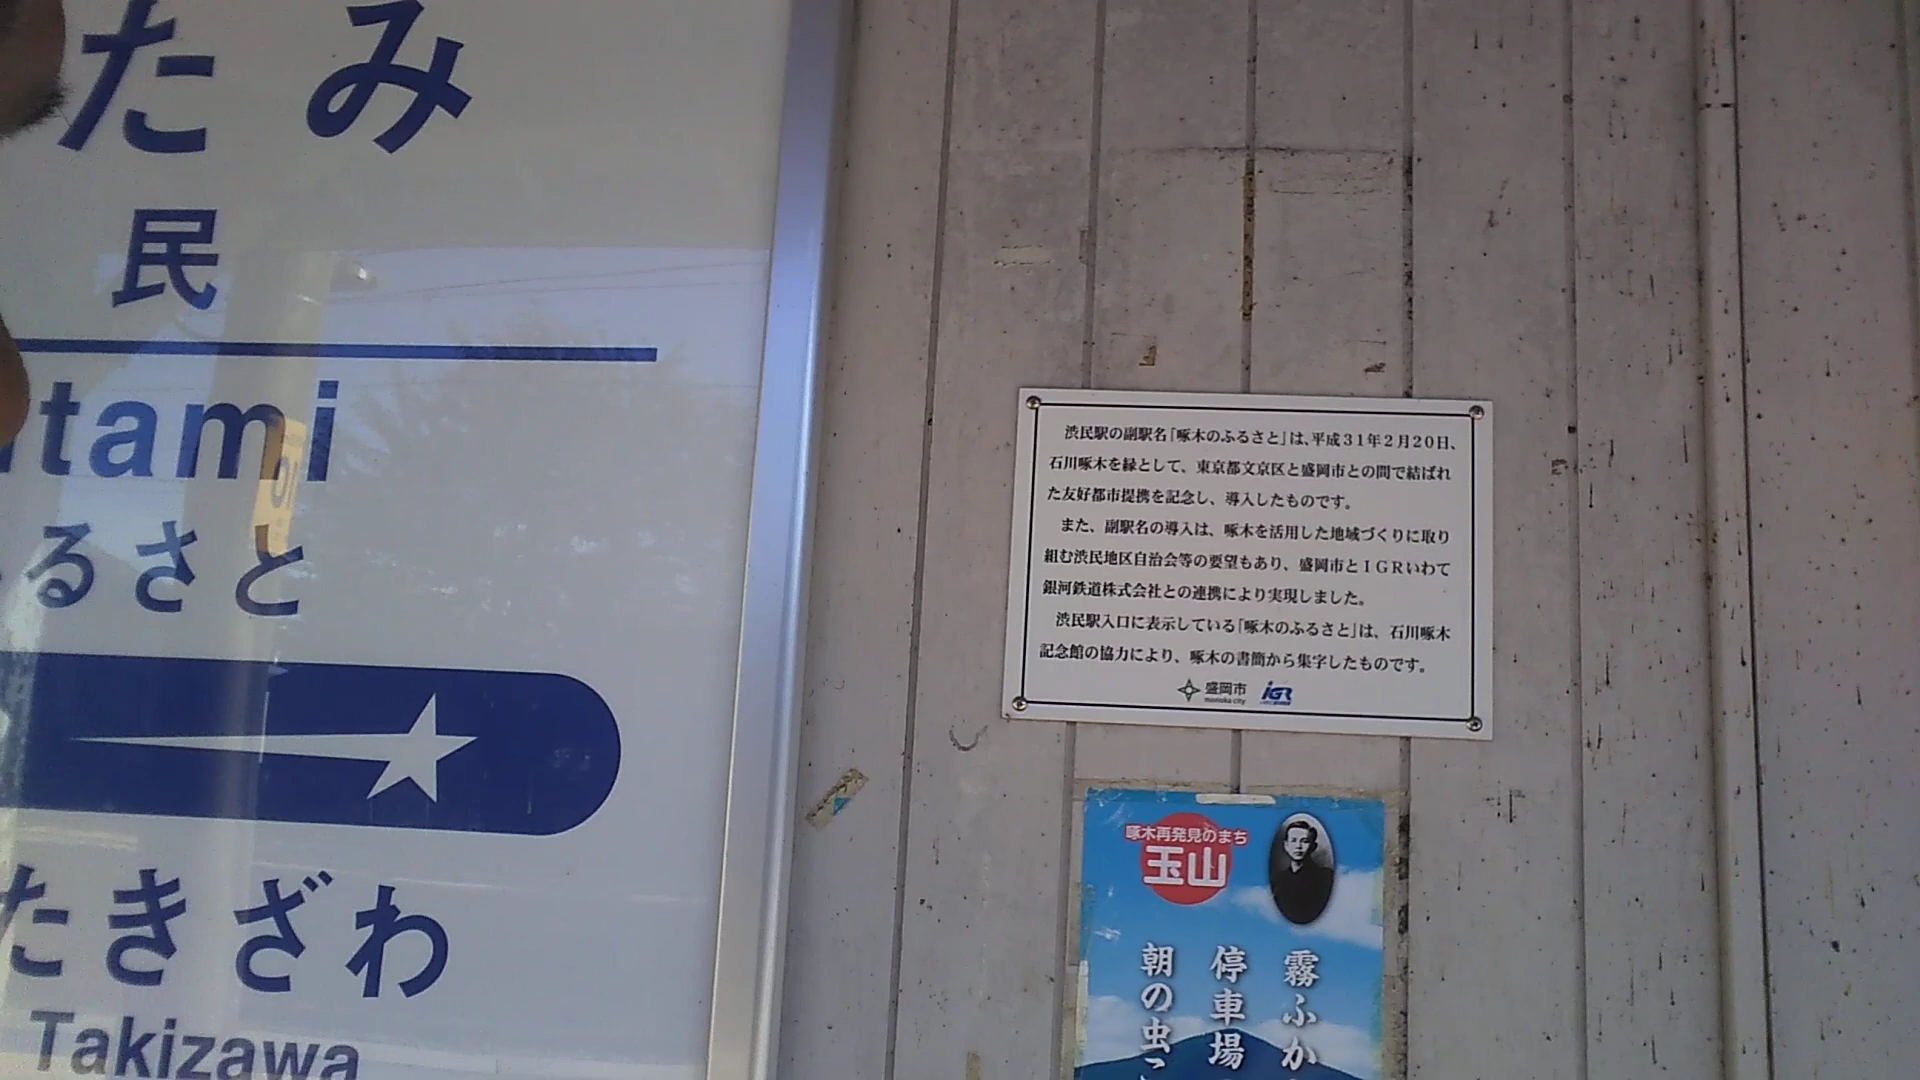 たみ
民
utami
るさと
たきざわ
Takizawa
渋民駅の副駅名「啄木のふるさと」は、平成31年2月20日、
石川啄木を縁として、東京都文京区と盛岡市との間で結ばれ
た友好都市提携を記念し、導入したものです。
また、副駅名の導入は、啄木を活用した地域づくりに取り
組む渋民地区自治会等の要望もあり、盛岡市とIGRいわて
銀河鉄道株式会社との連携により実現しました。
渋民駅入口に表示している「啄木のふるさと」は、石川啄木
記念館の協力により、啄木の書簡から集字したものです。
盛岡市
morioka city
iGR
啄木再発見のまち
玉山
霧ふか
停車場
朝の虫